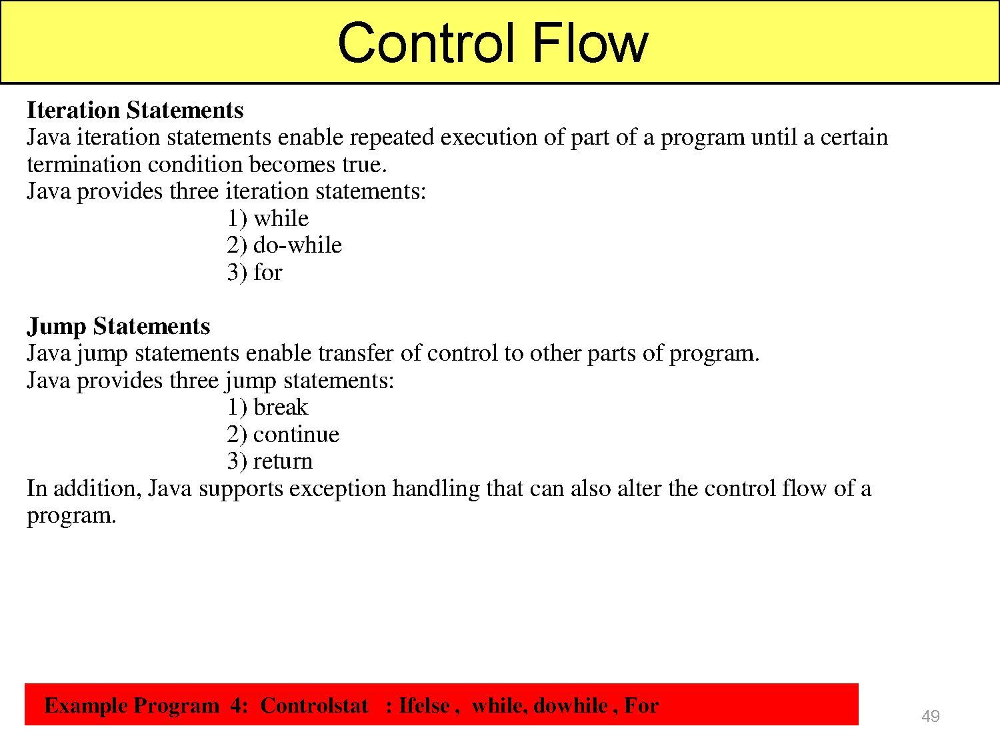 Control Flow
Iteration Statements
Java iteration statements enable repeated execution of part of a program until a certain
termination condition becomes true.
Java provides three iteration statements:
1) while
2) do-while
3) for
Jump Statements
Java jump statements enable transfer of control to other parts of program.
Java provides three jump statements:
1) break
2) continue
3) return
In addition, Java supports exception handling that can also alter the control flow of a
program.
Example Program 4: Controlstat : Ifelse , while, dowhile , For
49